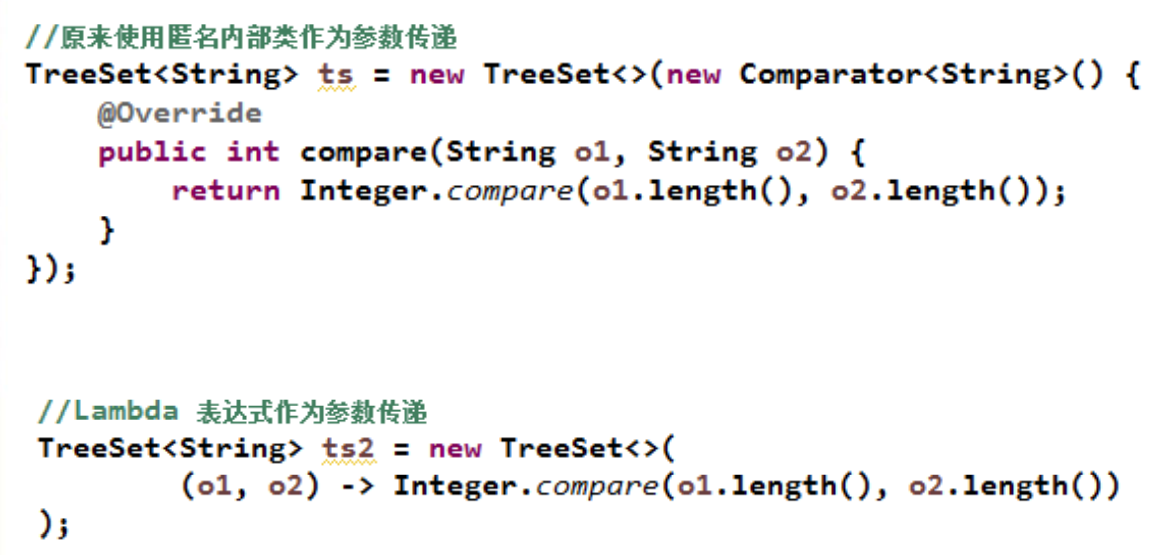 //原来使用匿名内部类作为参数传递
TreeSet<String> ts = new TreeSet<>(new Comparator<String>() {
    @Override
    public int compare(String o1, String o2) {
        return Integer.compare(o1.length(), o2.length());
    }
});
//Lambda 表达式作为参数传递
TreeSet<String> ts2 = new TreeSet<>(
        (o1, o2) -> Integer.compare(o1.length(), o2.length())
);